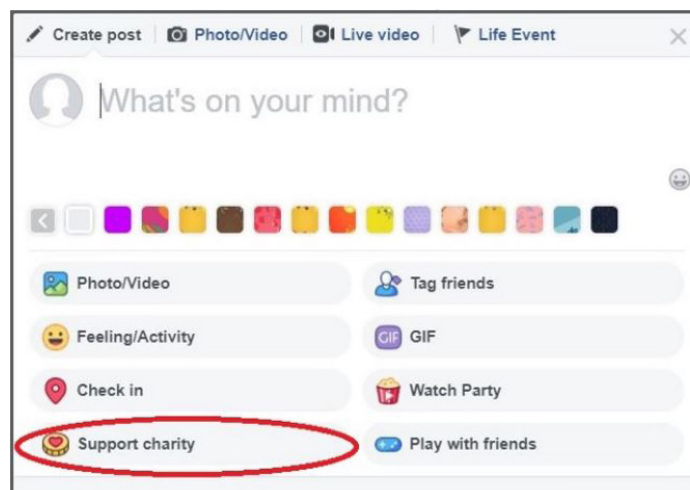 Create post Photo/Video Live video Life Event
What's on your mind?
Photo/Video Tag friends
Feeling/Activity GIF GIF
Check in Watch Party
Support charity Play with friends